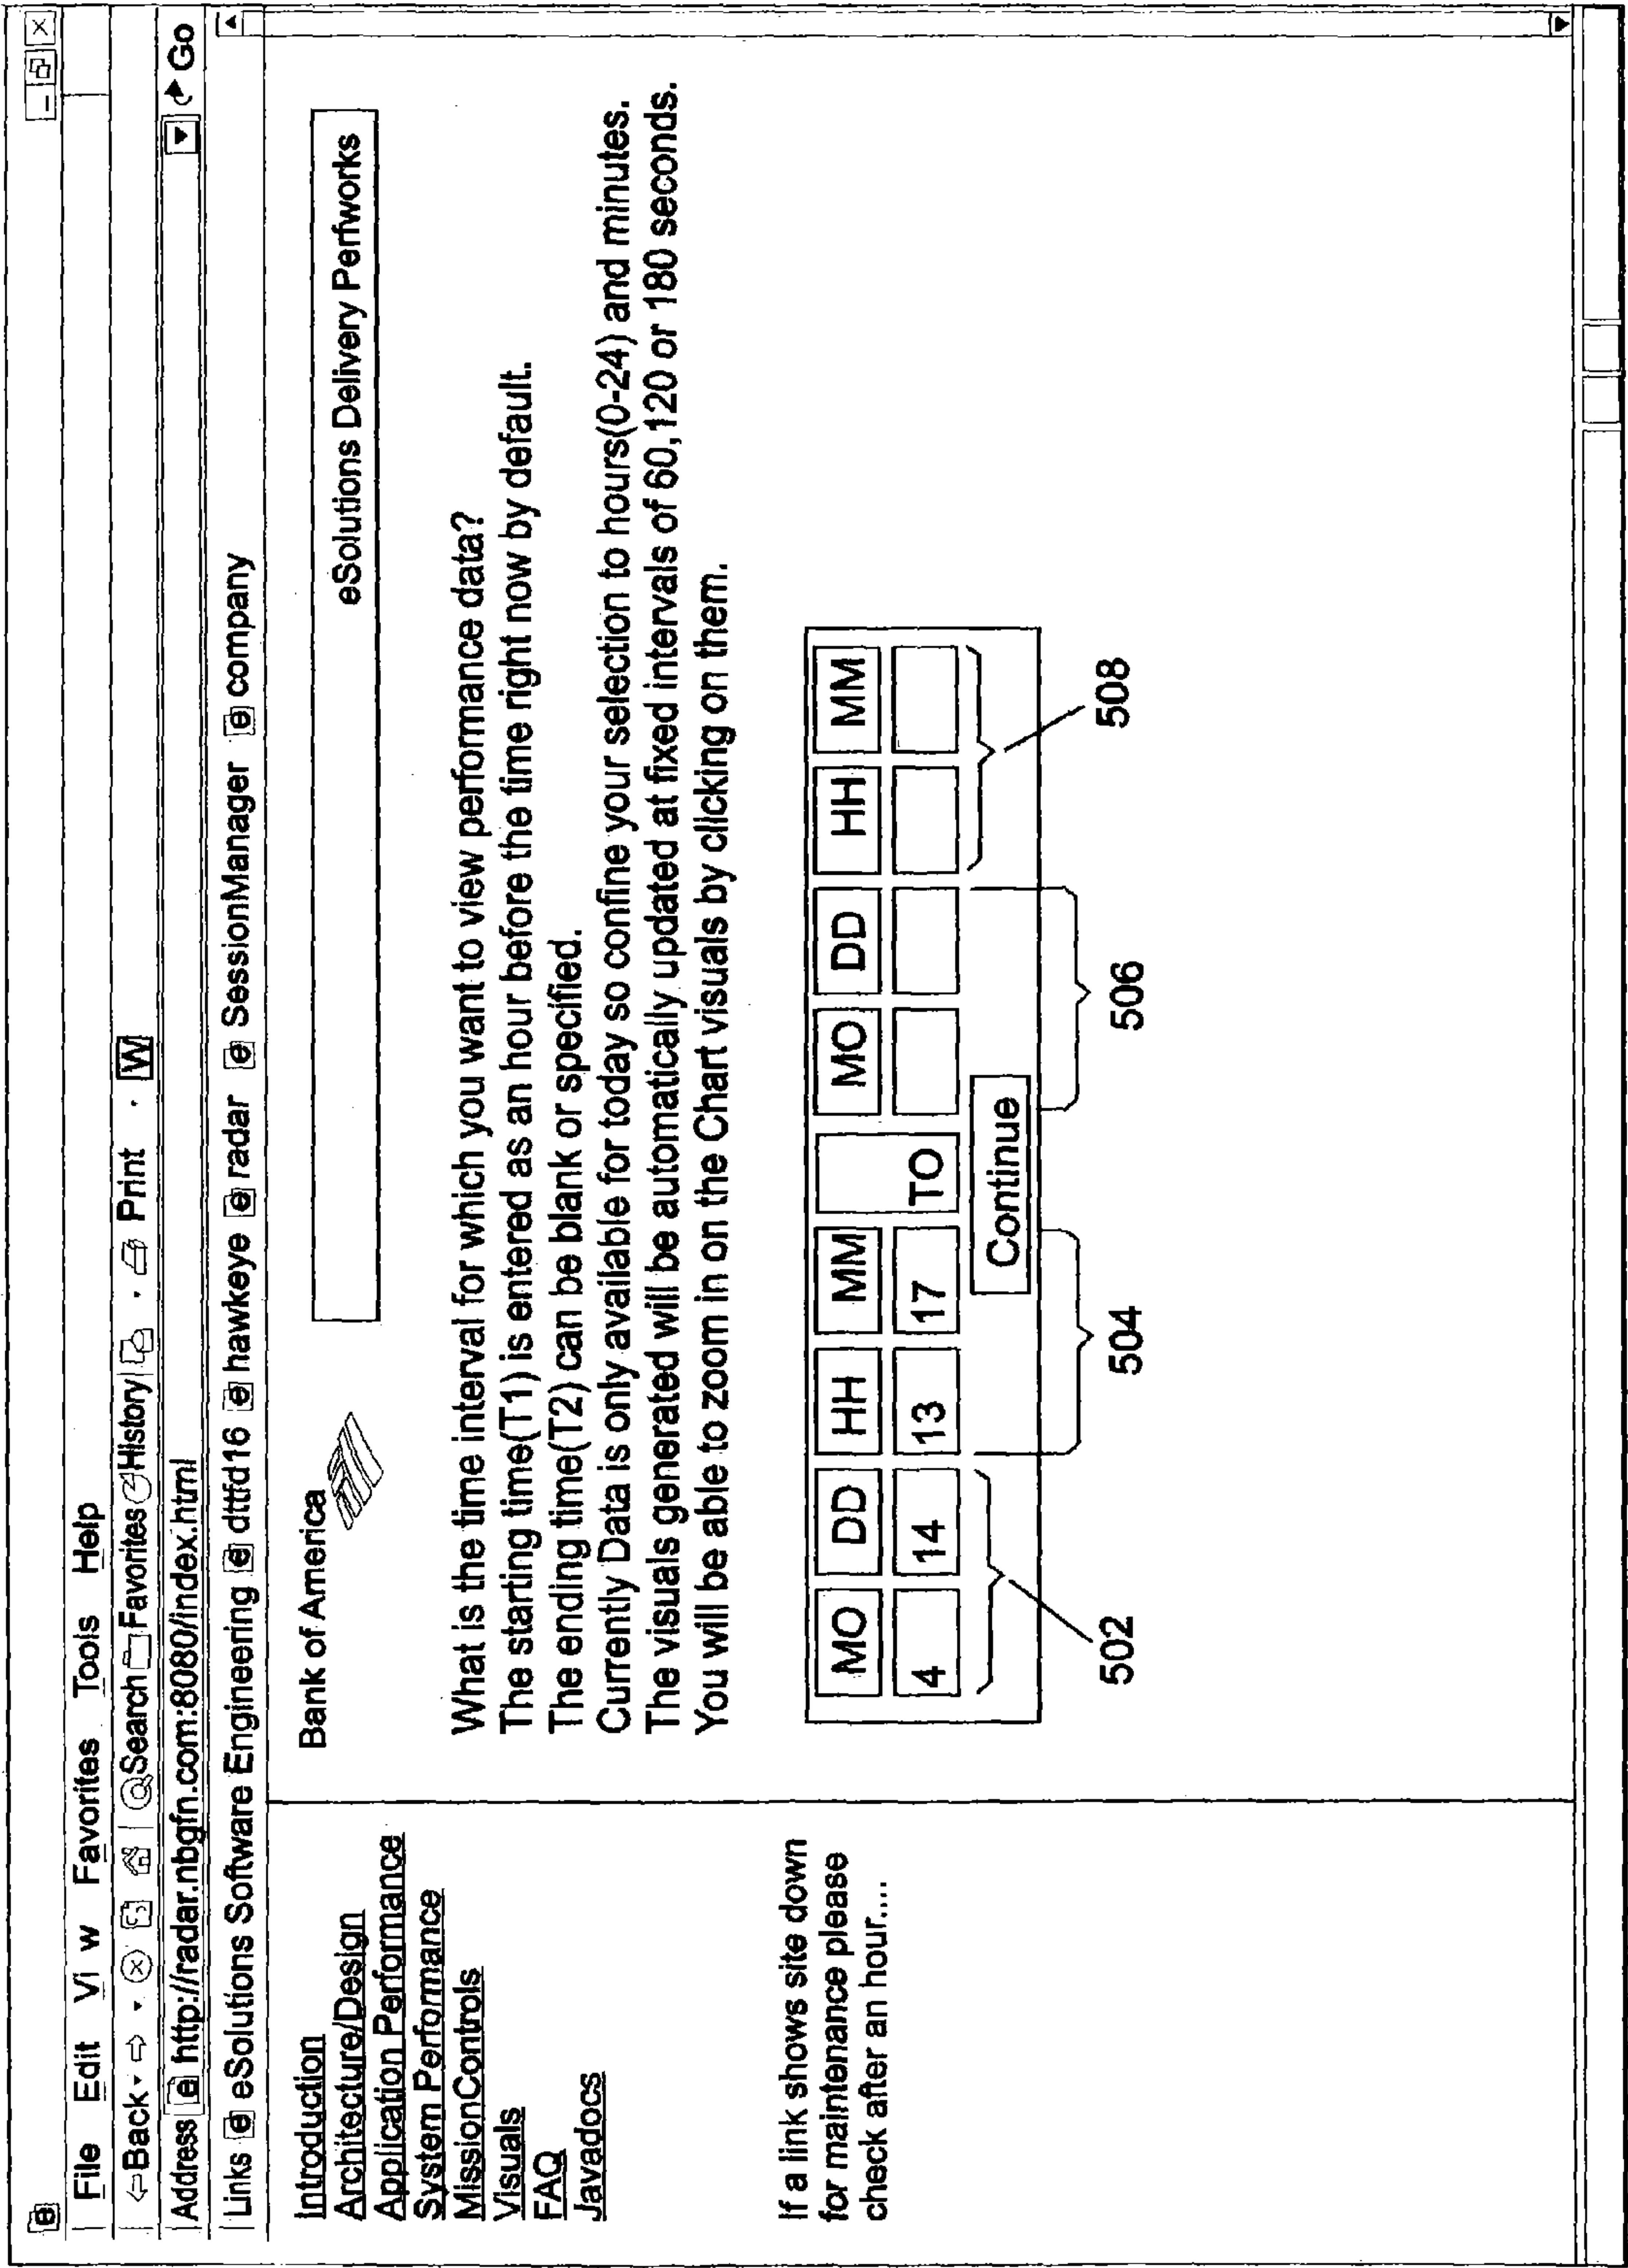 File Edit Vi w Favorites Tools Help
Back Search Favorites History Print W
Address http://radar.nbgfn.com:8080/index.html Go
Links eSolutions Software Engineering dttfd16 hawkeye radar SessionManager company
Introduction
Architecture/Design
Application Performance
System Performance
MissionControls
Visuals
FAQ
Javadocs
If a link shows site down
for maintenance please
check after an hour....
Bank of America
eSolutions Delivery Perfworks
What is the time interval for which you want to view performance data?
The starting time(T1) is entered as an hour before the time right now by default.
The ending time(T2) can be blank or specified.
Currently Data is only available for today so confine your selection to hours(0-24) and minutes.
The visuals generated will be automatically updated at fixed intervals of 60,120 or 180 seconds.
You will be able to zoom in on the Chart visuals by clicking on them.
MO DD HH MM MO DD HH MM
4 14 13 17 TO
Continue
502 504 506 508